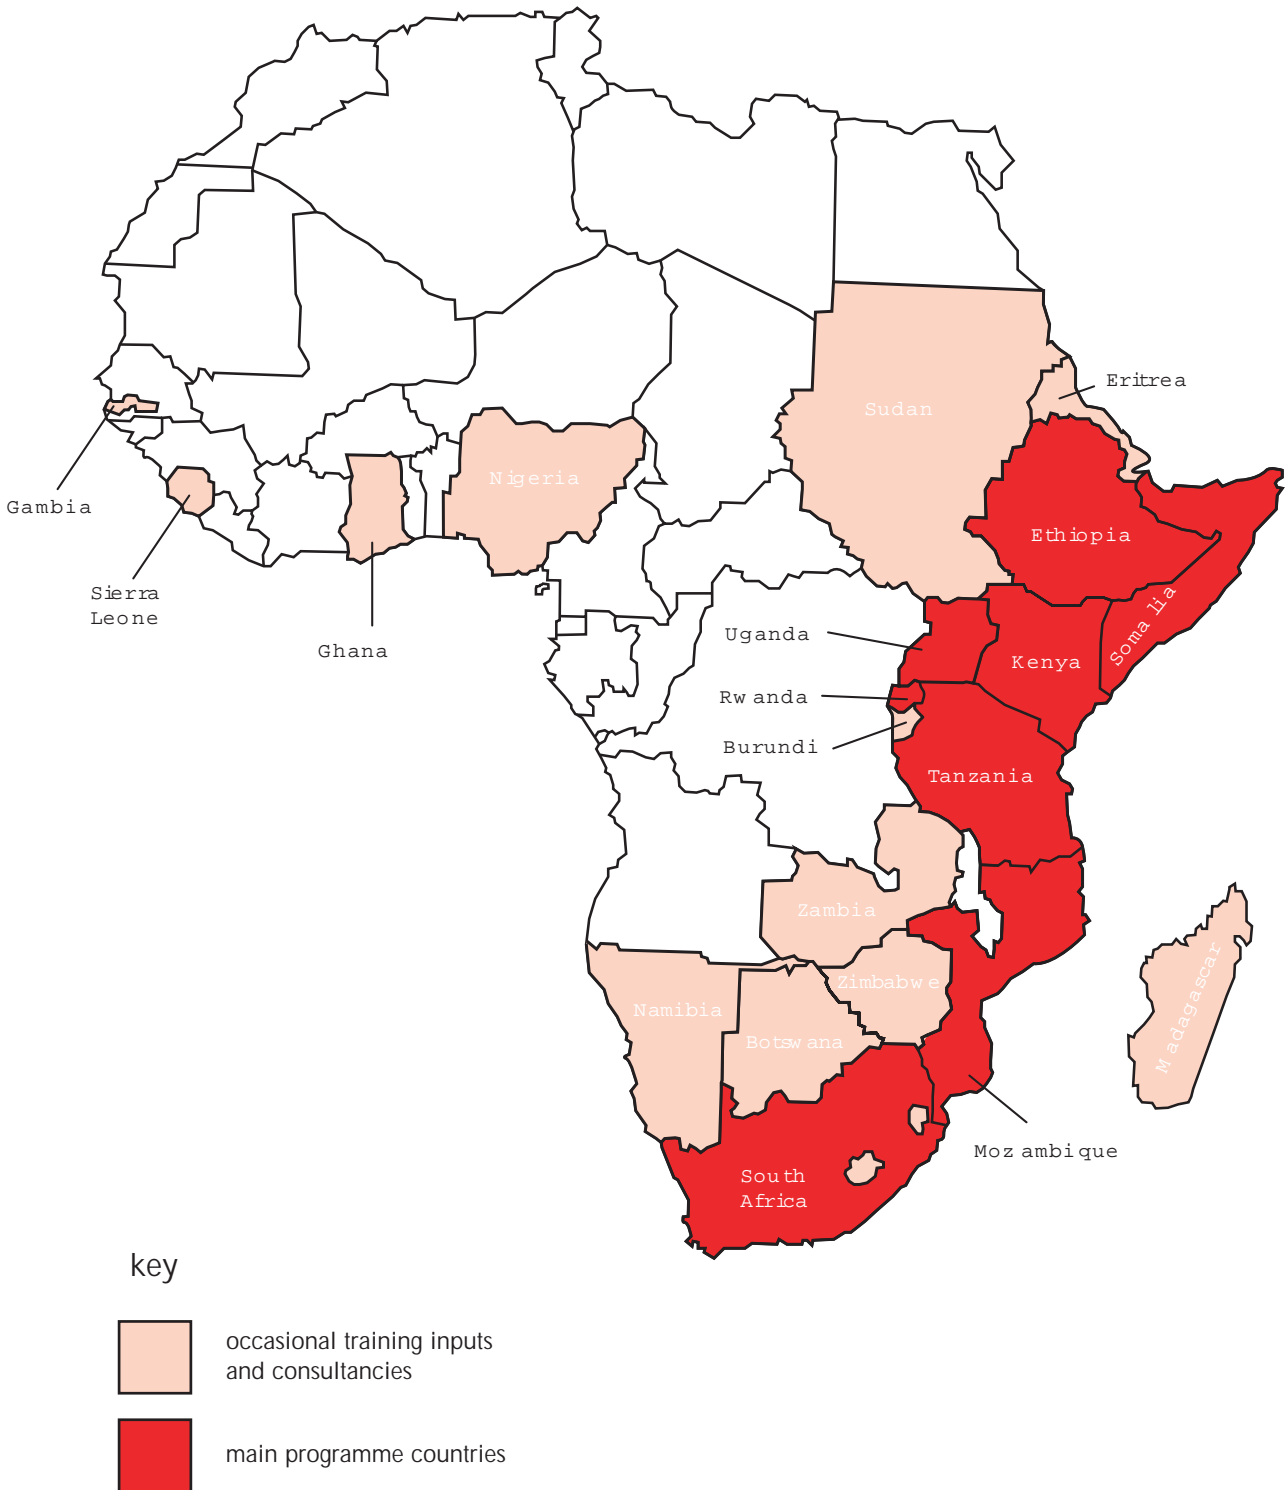 Eritrea
Sudan
Nigeria
Gambia
Ethiopia
Sierra
Leone
Somalia
Ghana
Uganda
Kenya
Rwanda
Burundi
Tanzania
Zambia
Zimbabwe
Namibia
Madagascar
Botswana
Mozambique
South
Africa
key
occasional training inputs
and consultancies
main programme countries